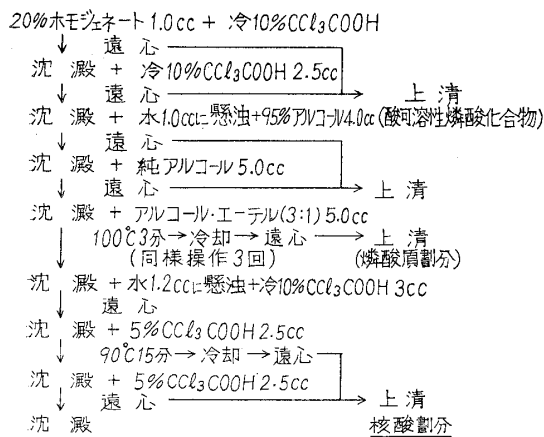 20%ホモジェネート1.0cc + 冷10%CCl₃COOH
↓ 遠心
沈澱 + 冷10%CCl₃COOH 2.5cc
↓ 遠心 → 上清
沈澱 + 水1.0ccに懸浊+95%アルコール4.0cc (酸可溶性燐酸化合物)
↓ 遠心
沈澱 + 純アルコール 5.0cc
↓ 遠心 → 上清
沈澱 + アルコール・エーテル(3:1) 5.0cc
100℃3分→冷却→遠心→上清
(同様操作3回) (燐酸脂劃分)
沈澱 + 水1.2ccに懸浊+冷10%CCl₃COOH 3cc
↓ 遠心
沈澱 + 5%CCl₃COOH 2.5cc
↓ 90℃15分→冷却→遠心
沈澱 + 5%CCl₃COOH 2.5cc
↓ 遠心 → 上清
沈澱 核酸劃分